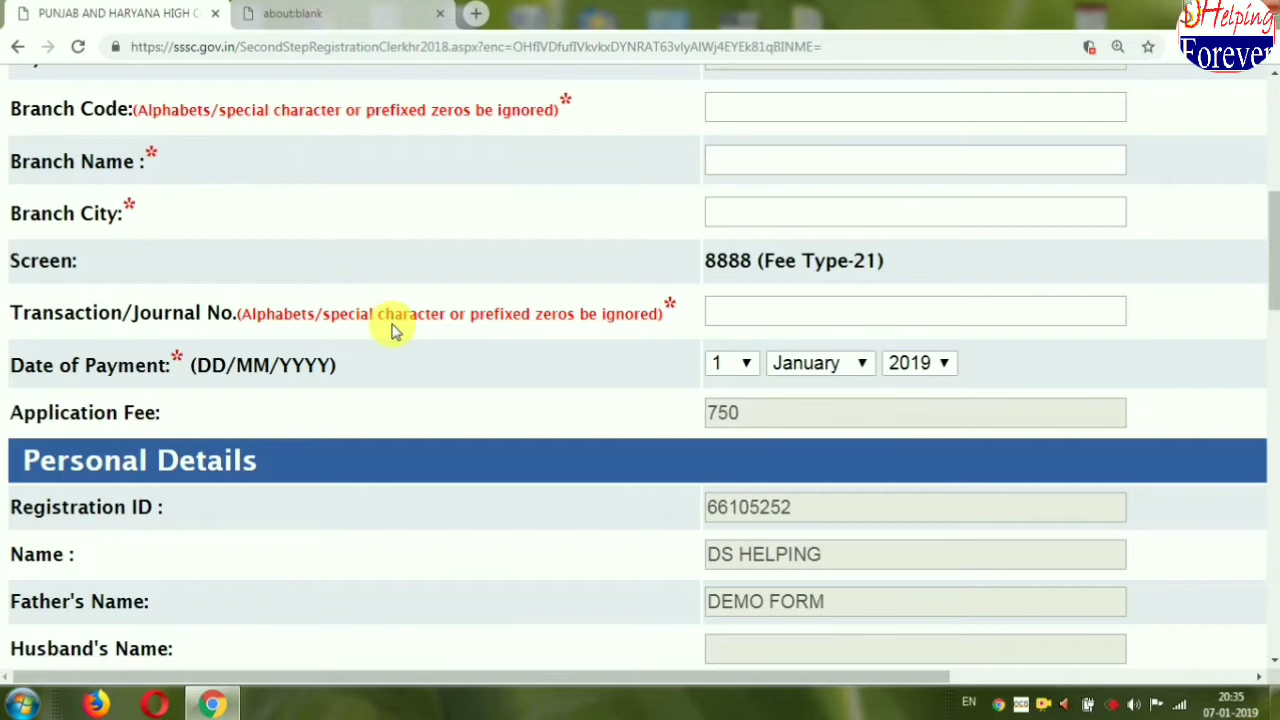 PUNJAB AND HARYANA HIGH C
about:blank
DS Helping
Forever
https://sssc.gov.in/SecondStepRegistrationClerkhr2018.aspx?enc=OHfIVDfufIVkvkxDYNRAT63vIyAIWj4EYEk81qBINME=
Branch Code:(Alphabets/special character or prefixed zeros be ignored)*
Branch Name :*
Branch City:*
Screen: 8888 (Fee Type-21)
Transaction/Journal No.(Alphabets/special character or prefixed zeros be ignored)*
Date of Payment:* (DD/MM/YYYY) 1 January 2019
Application Fee: 750
Personal Details
Registration ID : 66105252
Name : DS HELPING
Father's Name: DEMO FORM
Husband's Name:
EN
20:35
07-01-2019